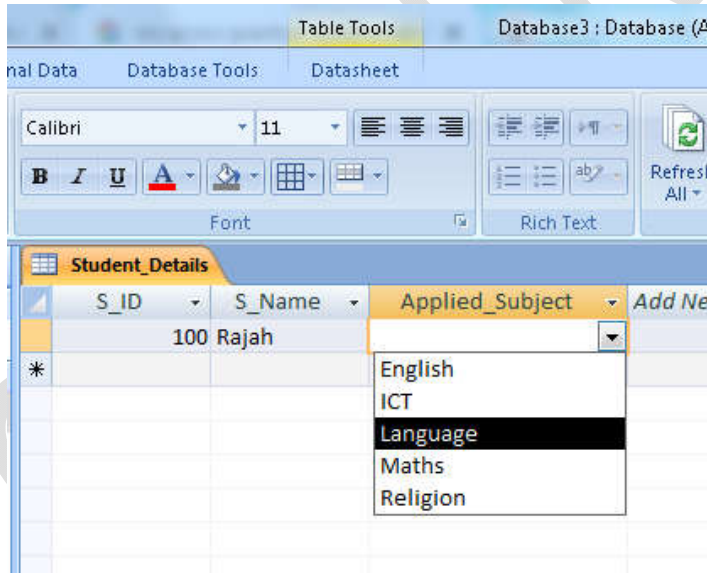 Table Tools Database3 : Database (A
nal Data Database Tools Datasheet
Calibri 11
B I U A ab
Refresh
All
Font Rich Text
Student_Details
S_ID S_Name Applied_Subject Add Ne
100 Rajah
English
ICT
Language
Maths
Religion